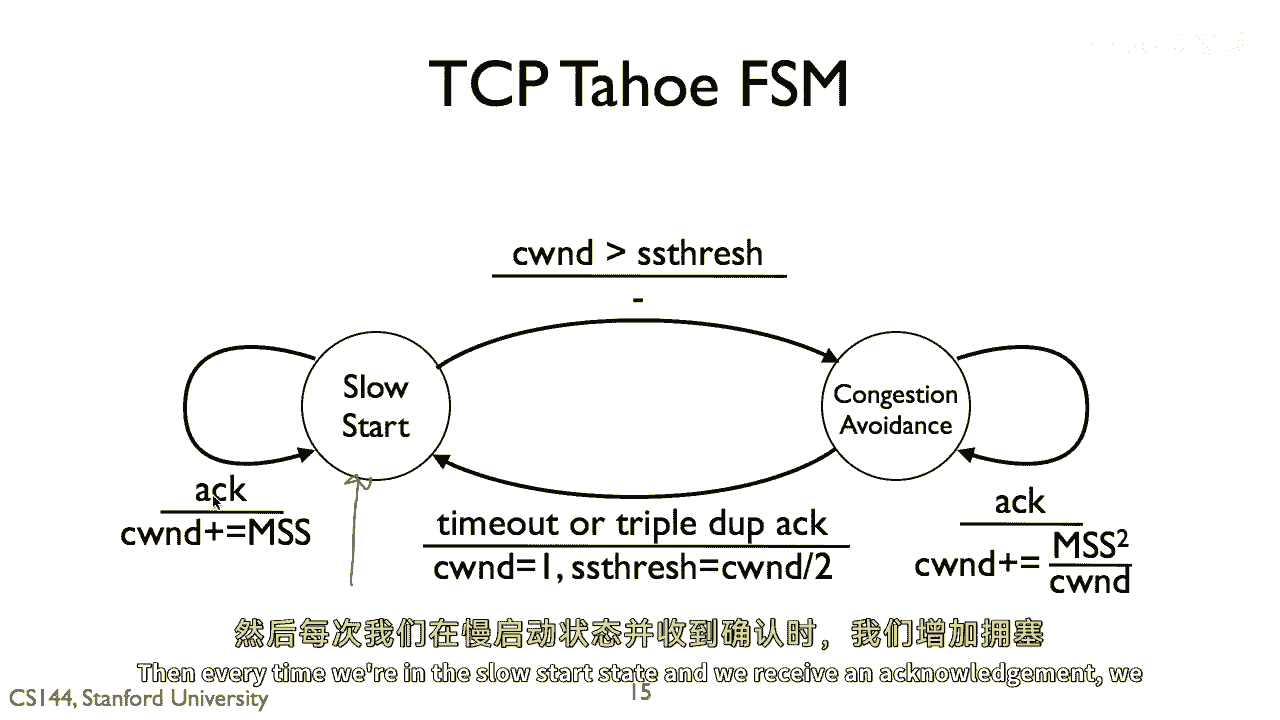 TCP Tahoe FSM
cwnd > ssthresh
-
Slow
Start
Congestion
Avoidance
ack
cwnd+=MSS
timeout or triple dup ack
cwnd=1, ssthresh=cwnd/2
ack
cwnd+= MSS²
cwnd
然后每次我们在慢启动状态并收到确认时，我们增加拥塞
Then every time we're in the slow start state and we receive an acknowledgement, we
CS144, Stanford University
15